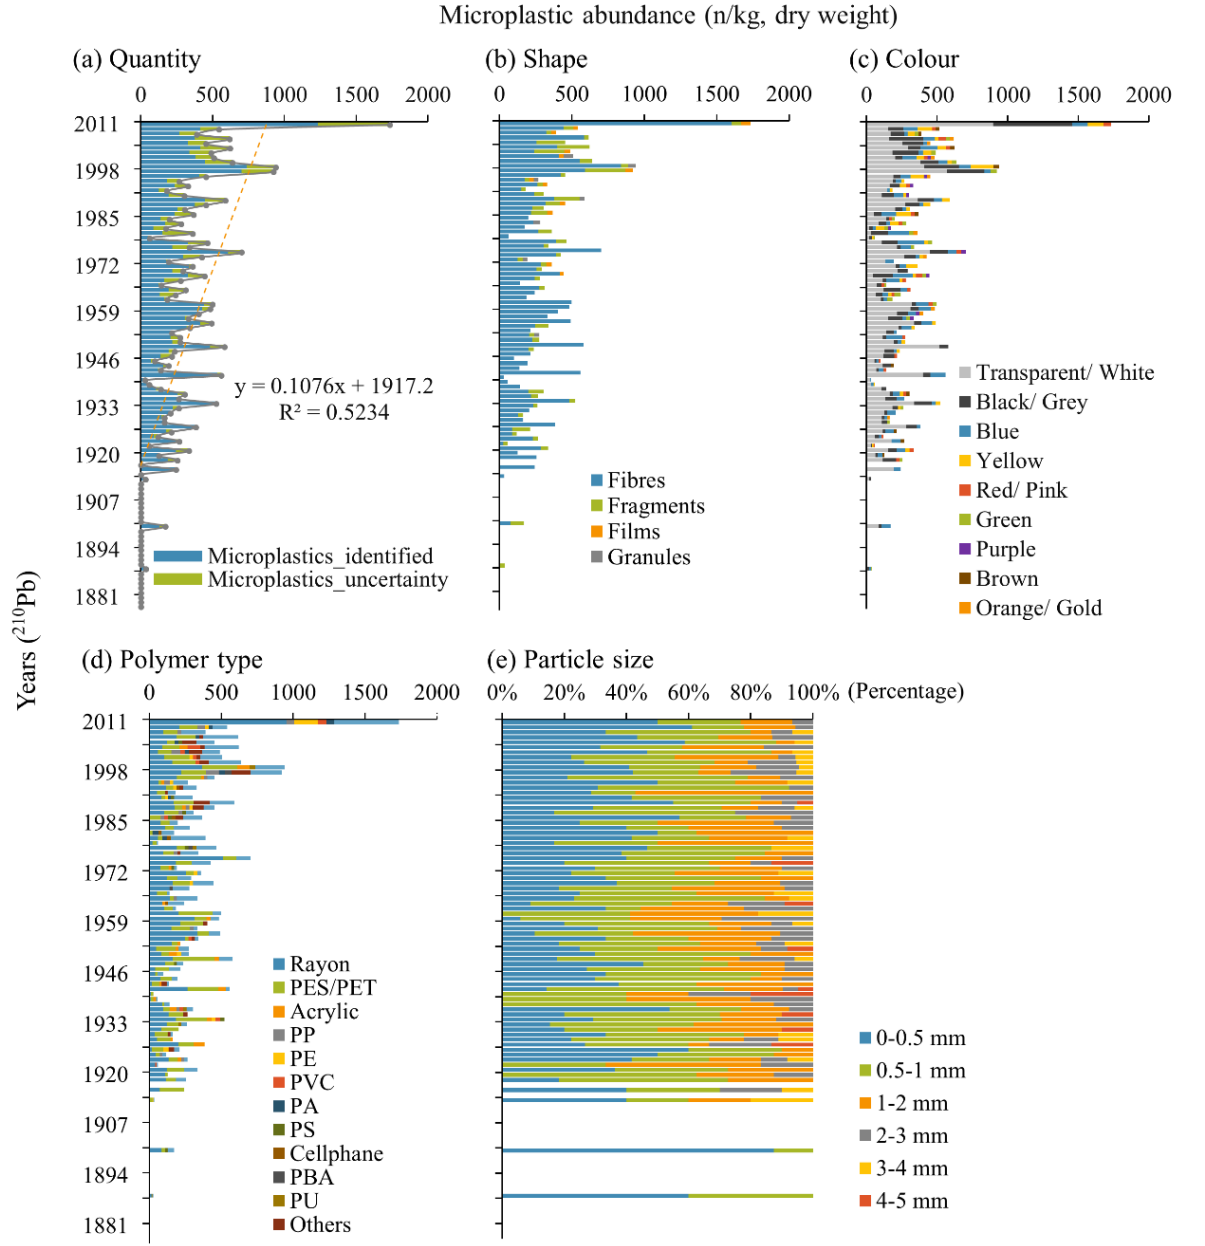 Microplastic abundance (n/kg, dry weight)
(a) Quantity
(b) Shape
(c) Colour
0 500 1000 1500 2000
0 500 1000 1500 2000
0 500 1000 1500 2000
2011
1998
1985
1972
1959
1946
1933
1920
1907
1894
1881
y = 0.1076x + 1917.2
R² = 0.5234
Microplastics_identified
Microplastics_uncertainty
Fibres
Fragments
Films
Granules
Transparent/ White
Black/ Grey
Blue
Yellow
Red/ Pink
Green
Purple
Brown
Orange/ Gold
Years (²¹⁰Pb)
(d) Polymer type
(e) Particle size
0 500 1000 1500 2000
0% 20% 40% 60% 80% 100% (Percentage)
2011
1998
1985
1972
1959
1946
1933
1920
1907
1894
1881
Rayon
PES/PET
Acrylic
PP
PE
PVC
PA
PS
Cellphane
PBA
PU
Others
0-0.5 mm
0.5-1 mm
1-2 mm
2-3 mm
3-4 mm
4-5 mm